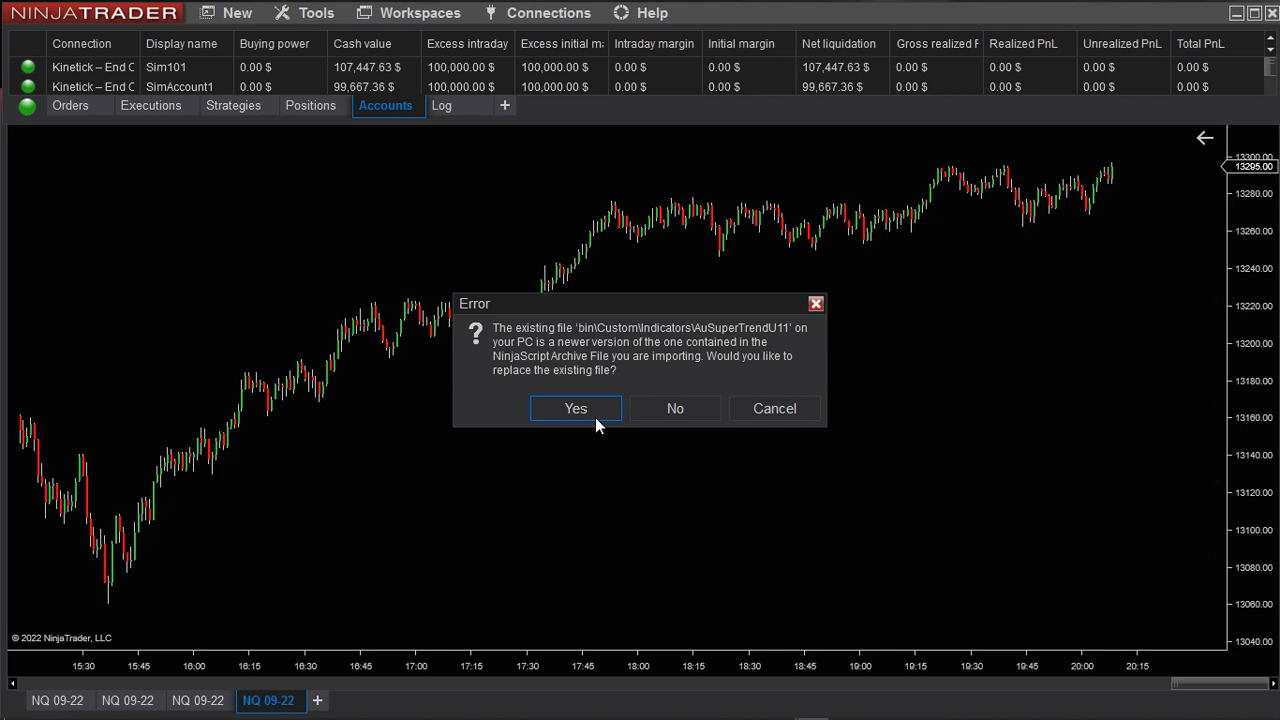 NINJATRADER New Tools Workspaces Connections Help
Connection Display name Buying power Cash value Excess intraday Excess initial m Intraday margin Initial margin Net liquidation Gross realized F Realized PnL Unrealized PnL Total PnL
Kinetick – End C Sim101 0.00 $ 107,447.63 $ 100,000.00 $ 100,000.00 $ 0.00 $ 0.00 $ 107,447.63 $ 0.00 $ 0.00 $ 0.00 $ 0.00 $
Kinetick – End C SimAccount1 0.00 $ 99,667.36 $ 100,000.00 $ 100,000.00 $ 0.00 $ 0.00 $ 99,667.36 $ 0.00 $ 0.00 $ 0.00 $ 0.00 $
Orders Executions Strategies Positions Accounts Log +
13300.00
13295.00
13280.00
13260.00
13240.00
13220.00
13200.00
13180.00
13160.00
13140.00
13120.00
13100.00
13080.00
13060.00
13040.00
Error
? The existing file 'bin\Custom\Indicators\AuSuperTrendU11' on
your PC is a newer version of the one contained in the
NinjaScript Archive File you are importing. Would you like to
replace the existing file?
Yes No Cancel
© 2022 NinjaTrader, LLC
15:30 15:45 16:00 16:15 16:30 16:45 17:00 17:15 17:30 17:45 18:00 18:15 18:30 18:45 19:00 19:15 19:30 19:45 20:00 20:15
NQ 09-22 NQ 09-22 NQ 09-22 NQ 09-22 +